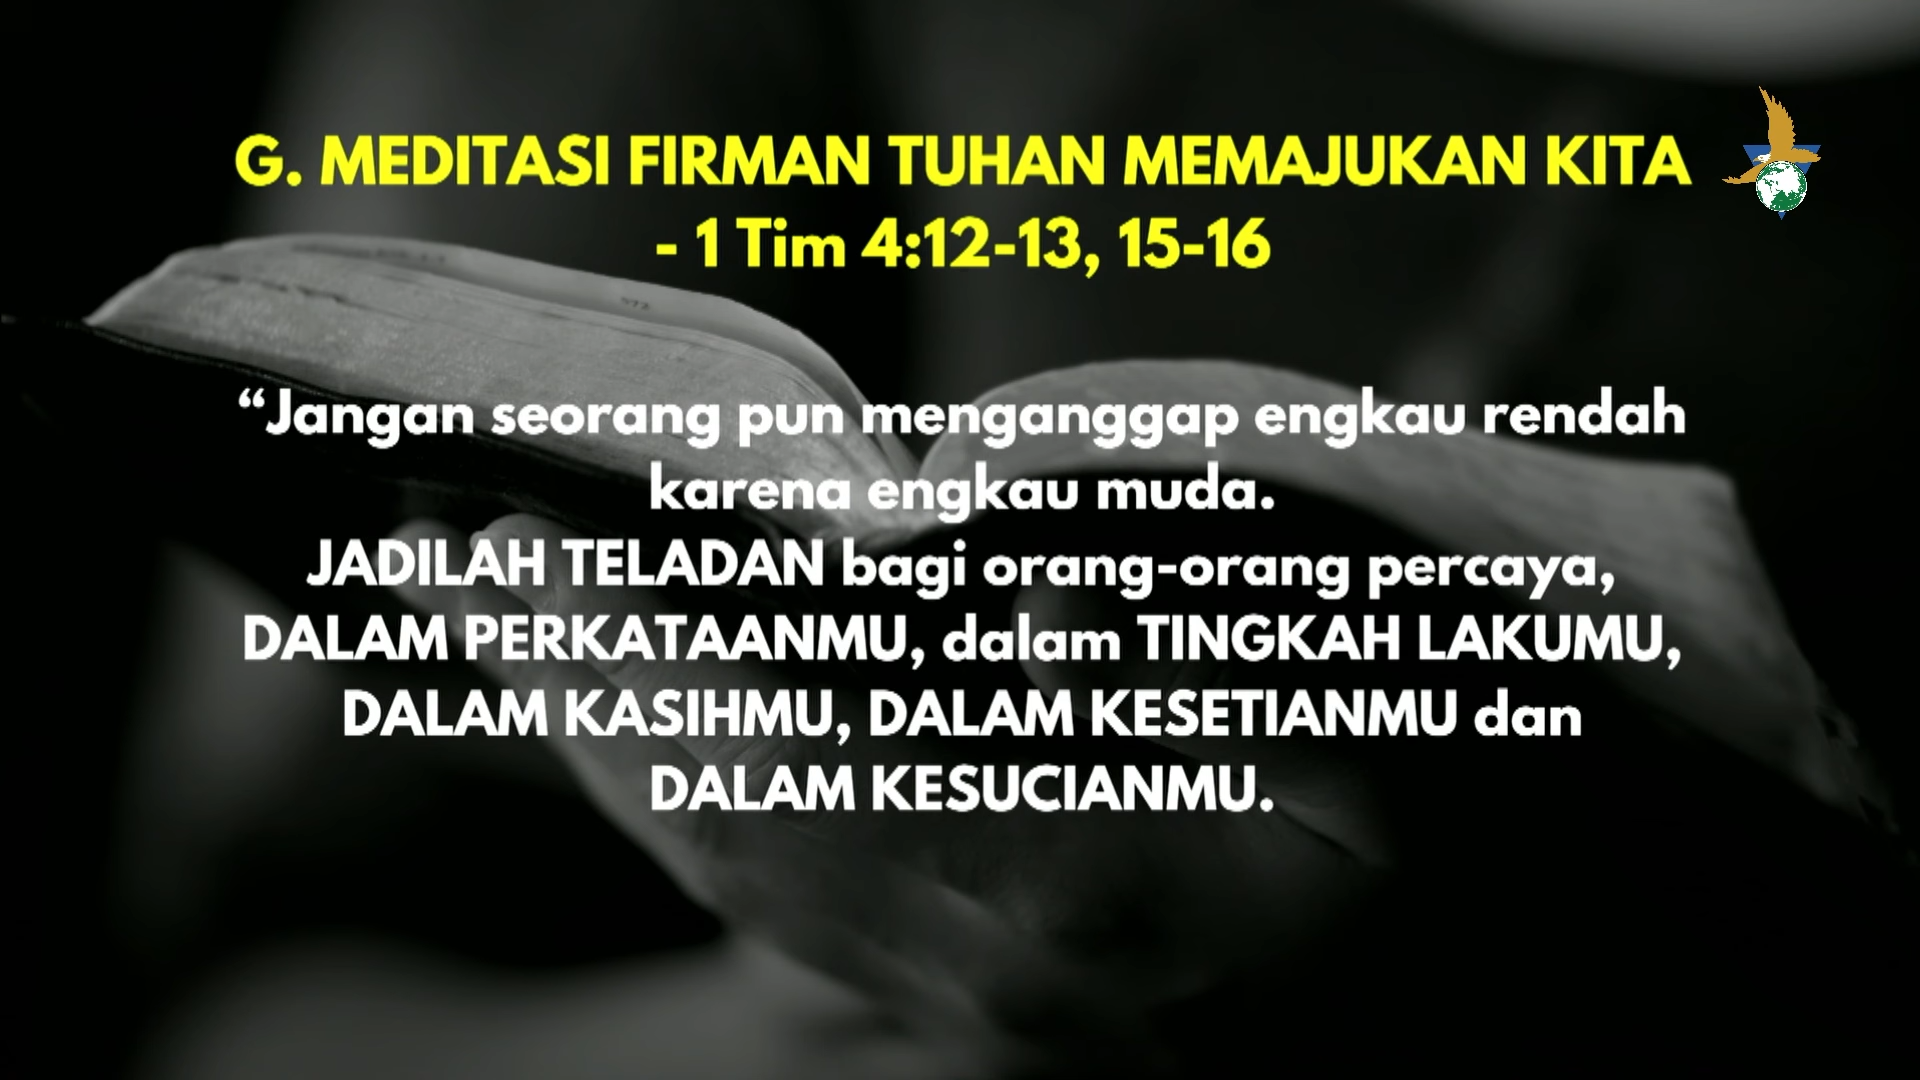 G. MEDITASI FIRMAN TUHAN MEMAJUKAN KITA
- 1 Tim 4:12-13, 15-16
“Jangan seorang pun menganggap engkau rendah
karena engkau muda.
JADILAH TELADAN bagi orang-orang percaya,
DALAM PERKATAANMU, dalam TINGKAH LAKUMU,
DALAM KASIHMU, DALAM KESETIANMU dan
DALAM KESUCIANMU.